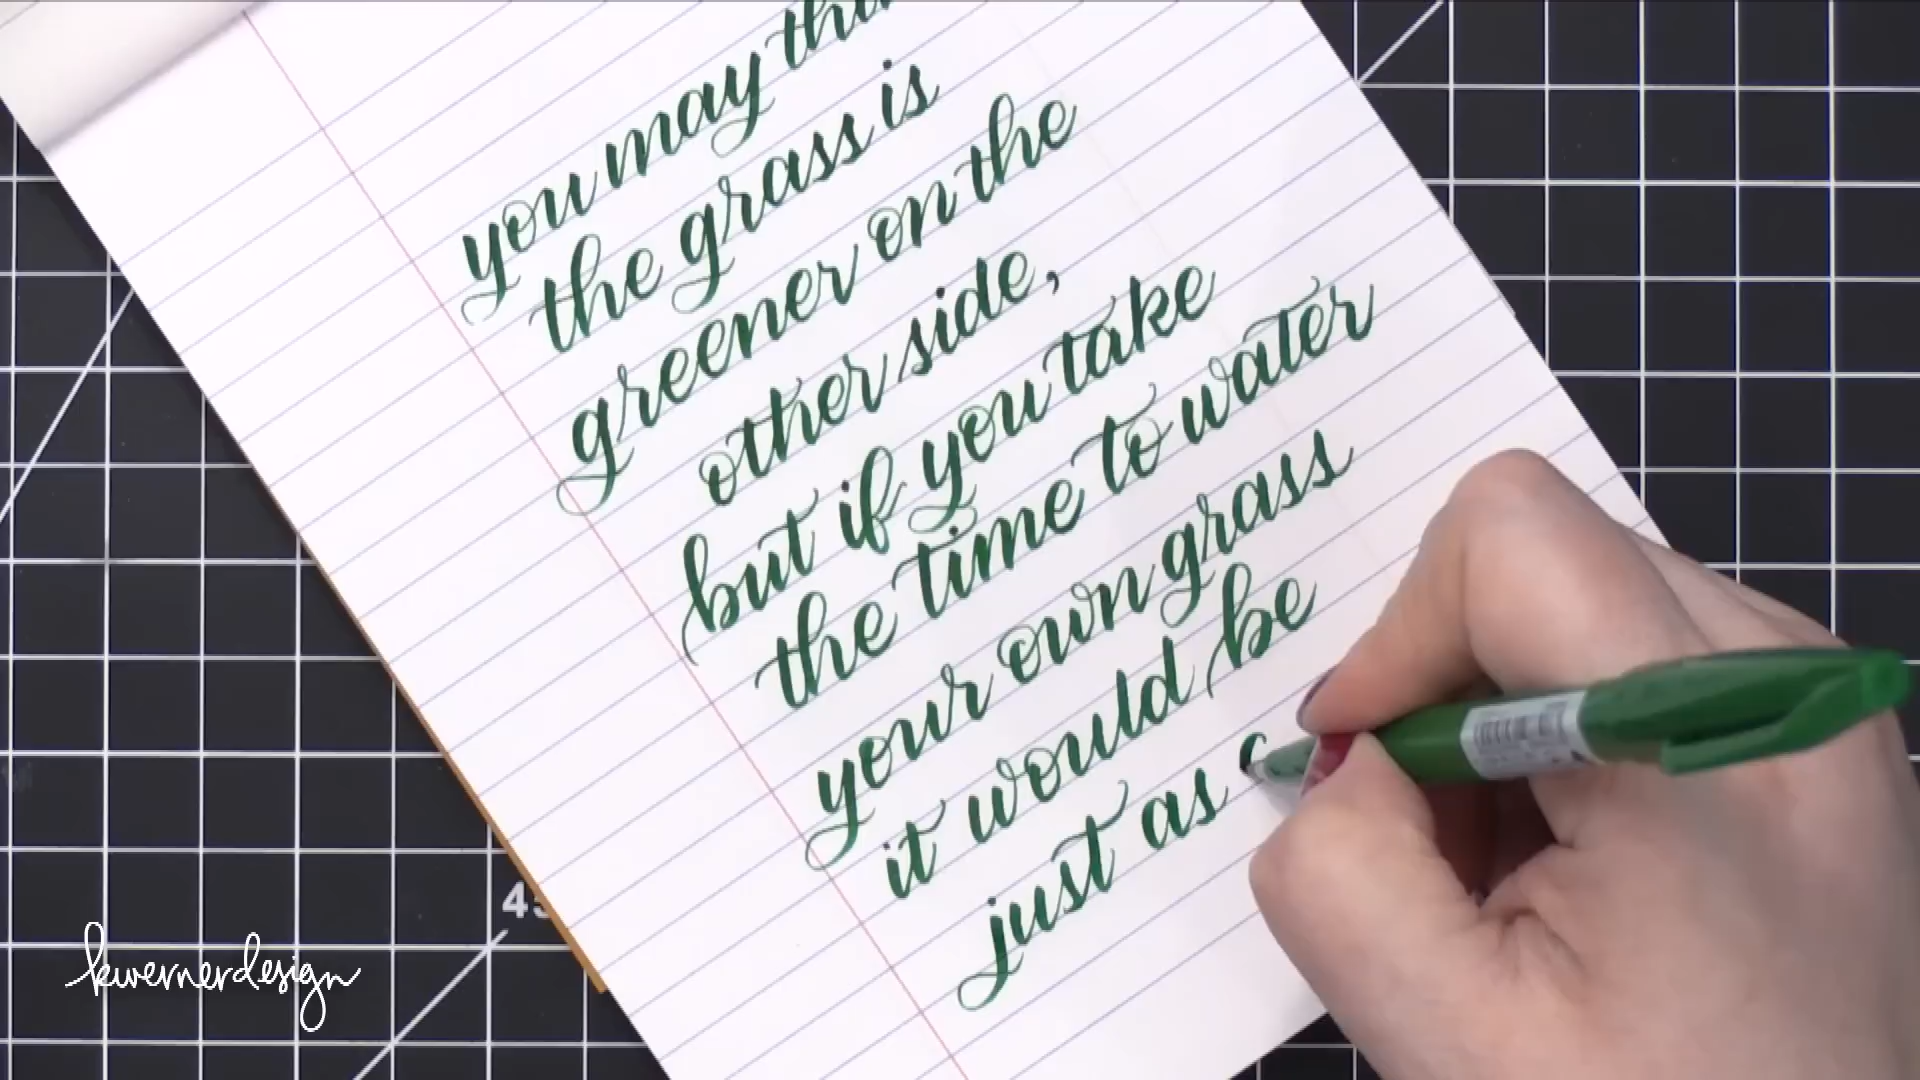 you may
the grass is
greener on the
other side,
but if you take
the time to water
your own grass
it would be
just as
45
kwernerdesign